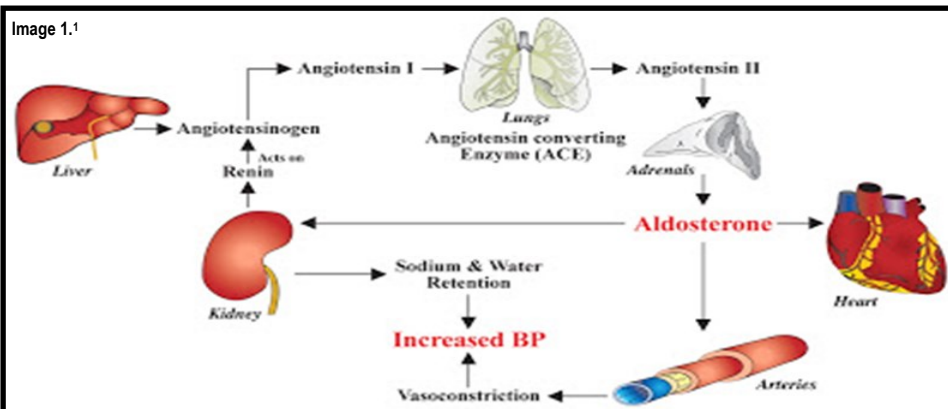 Image 1.¹
Angiotensin I
Lungs
Angiotensin converting
Enzyme (ACE)
Angiotensin II
Liver
Angiotensinogen
Acts on
Renin
Adrenals
Aldosterone
Kidney
Sodium & Water
Retention
Heart
Increased BP
Vasoconstriction
Arteries